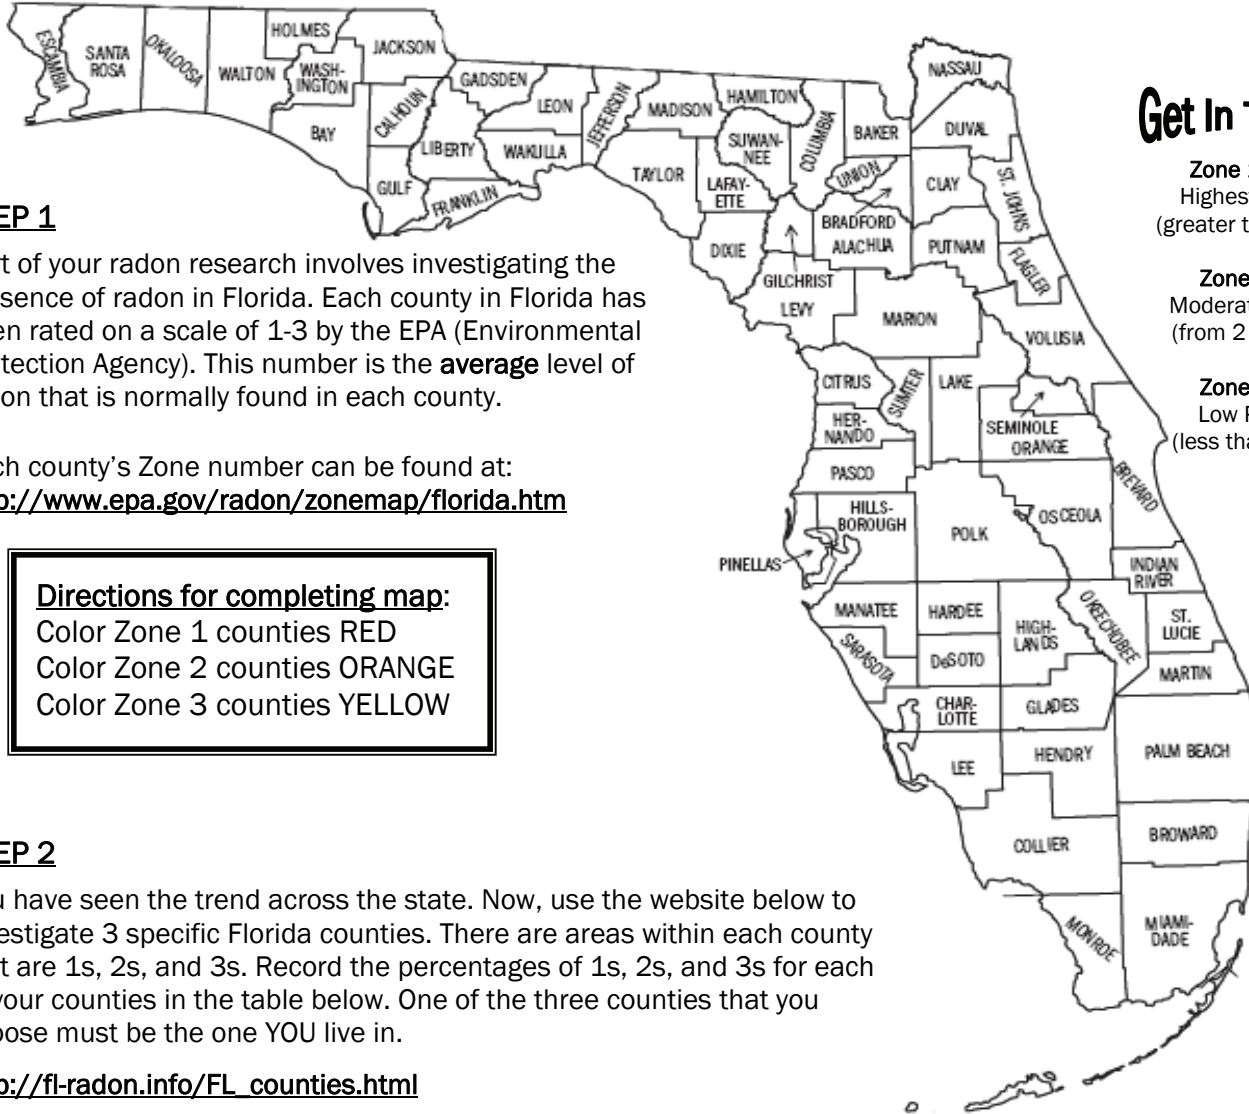 ESCAMBIA
SANTA
ROSA
OKALOOSA
WALTON
HOLMES
WASH-
INGTON
JACKSON
BAY
CALHOUN
GULF
LIBERTY
GADSDEN
FRANKLIN
LEON
WAKULLA
JEFFERSON
MADISON
TAYLOR
HAMILTON
SUWAN-
NEE
LAFAY-
ETTE
DIXIE
COLUMBIA
BAKER
UNION
BRADFORD
ALACHUA
GILCHRIST
LEVY
NASSAU
DUVAL
CLAY
ST. JOHNS
PUTNAM
FLAGLER
MARION
VOLUSIA
CITRUS
SUMTER
LAKE
HER-
NANDO
SEMINOLE
ORANGE
PASCO
BREVARD
HILLS-
BOROUGH
PINELLAS
POLK
OSCEOLA
INDIAN
RIVER
MANATEE
HARDEE
HIGH-
LANDS
OKEECHOBEE
ST.
LUCIE
SARASOTA
DeSOTO
MARTIN
CHAR-
LOTTE
GLADES
LEE
HENDRY
PALM BEACH
COLLIER
BROWARD
MONROE
MIAMI-
DADE
Get In
Zone
Highest
(greater t
Zone
Moderat
(from 2
Zone
Low
(less tha
EP 1
t of your radon research involves investigating the
sence of radon in Florida. Each county in Florida has
en rated on a scale of 1-3 by the EPA (Environmental
tection Agency). This number is the average level of
on that is normally found in each county.
ch county's Zone number can be found at:
p://www.epa.gov/radon/zonemap/florida.htm
Directions for completing map:
Color Zone 1 counties RED
Color Zone 2 counties ORANGE
Color Zone 3 counties YELLOW
EP 2
u have seen the trend across the state. Now, use the website below to
estigate 3 specific Florida counties. There are areas within each county
t are 1s, 2s, and 3s. Record the percentages of 1s, 2s, and 3s for each
your counties in the table below. One of the three counties that you
oose must be the one YOU live in.
p://fl-radon.info/FL_counties.html